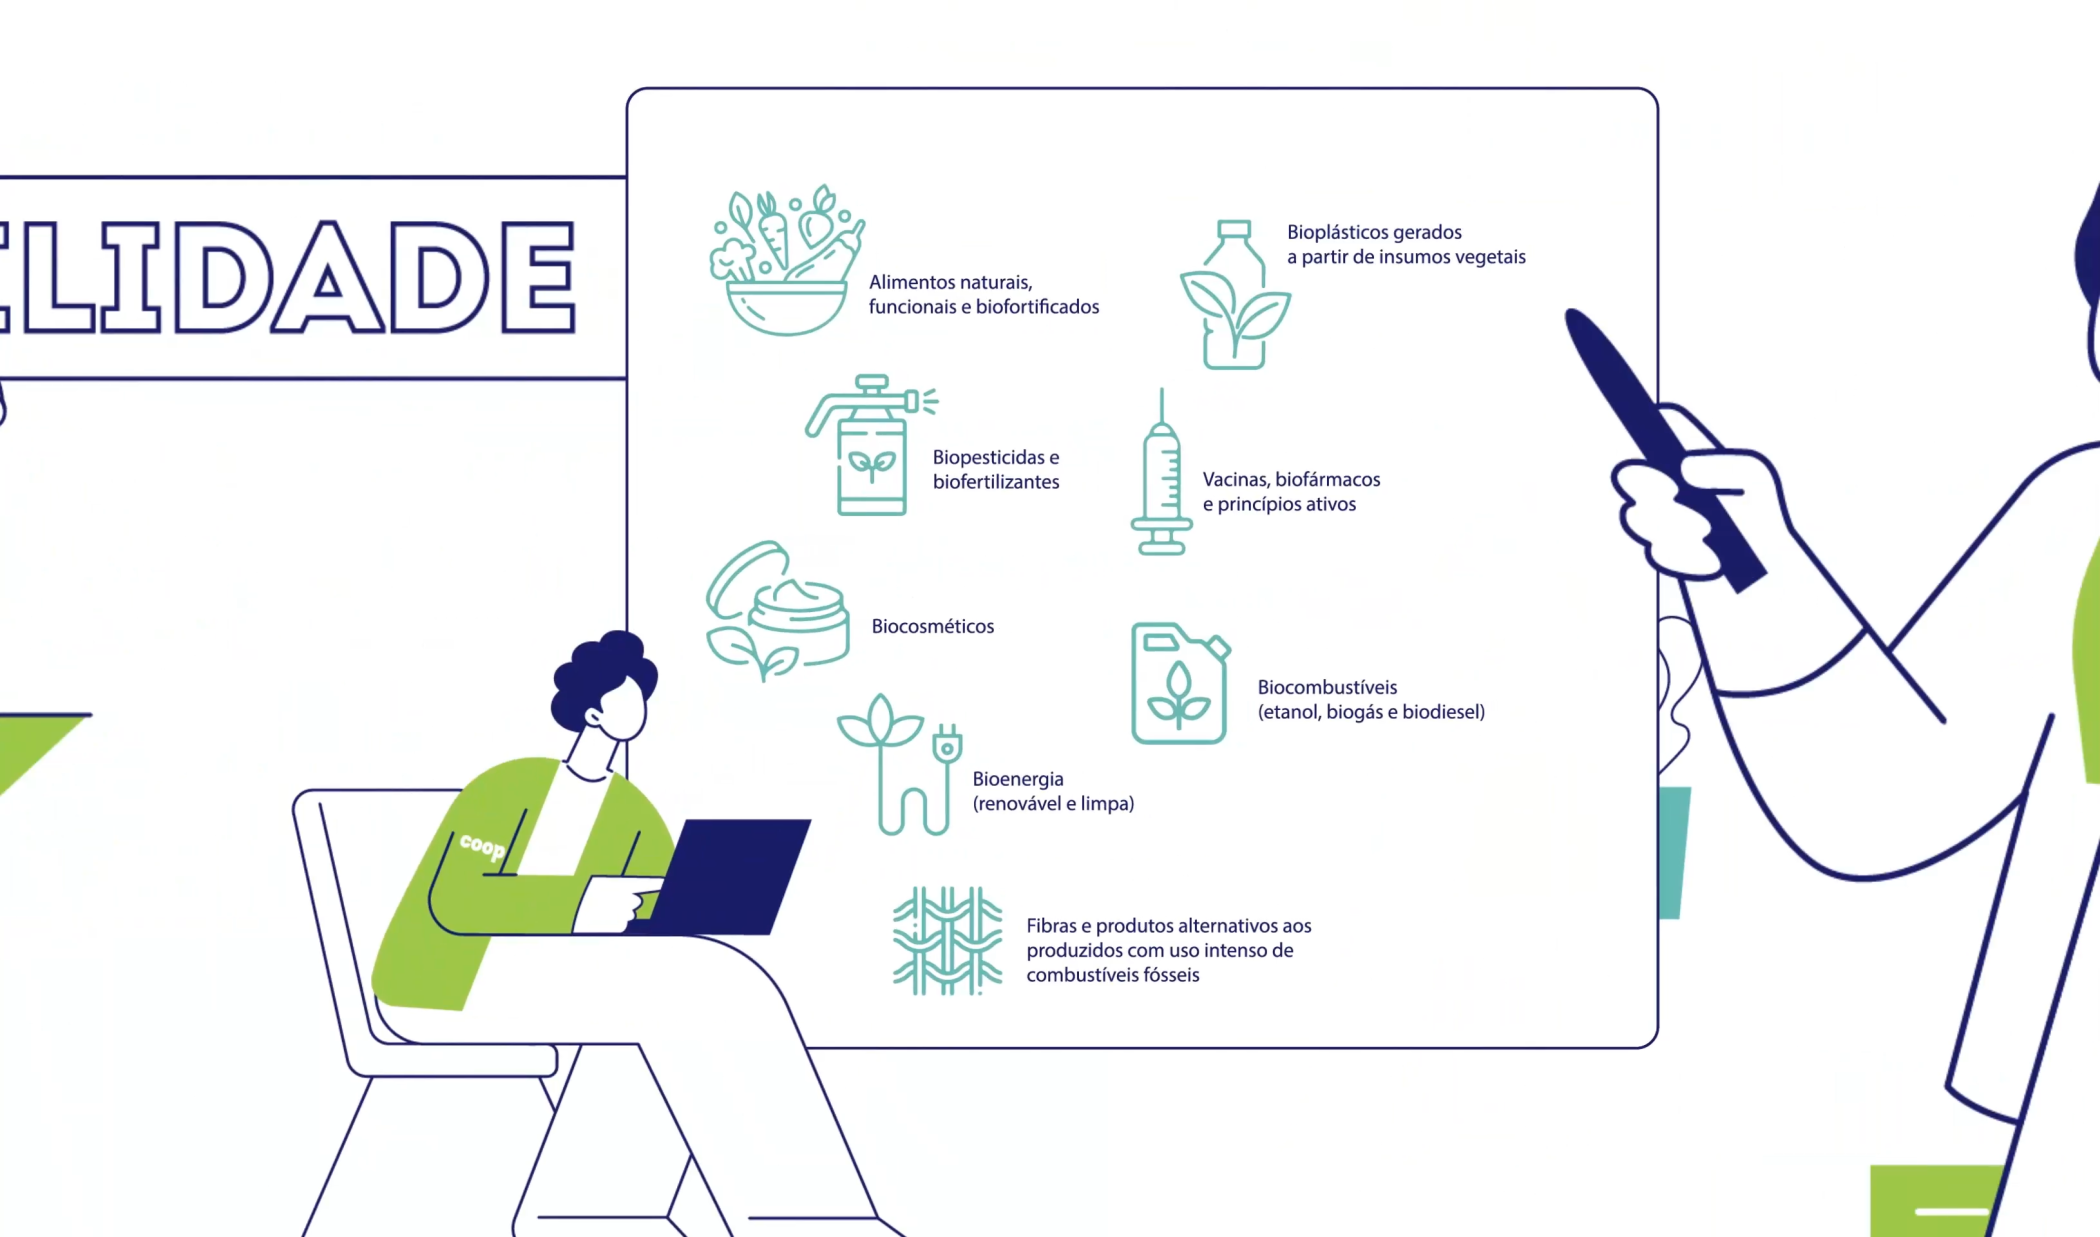 LIDADE
Alimentos naturais,
funcionais e biofortificados
Bioplásticos gerados
a partir de insumos vegetais
Biopesticidas e
biofertilizantes
Vacinas, biofármacos
e princípios ativos
Biocosméticos
Biocombustíveis
(etanol, biogás e biodiesel)
Bioenergia
(renovável e limpa)
coop
Fibras e produtos alternativos aos
produzidos com uso intenso de
combustíveis fósseis